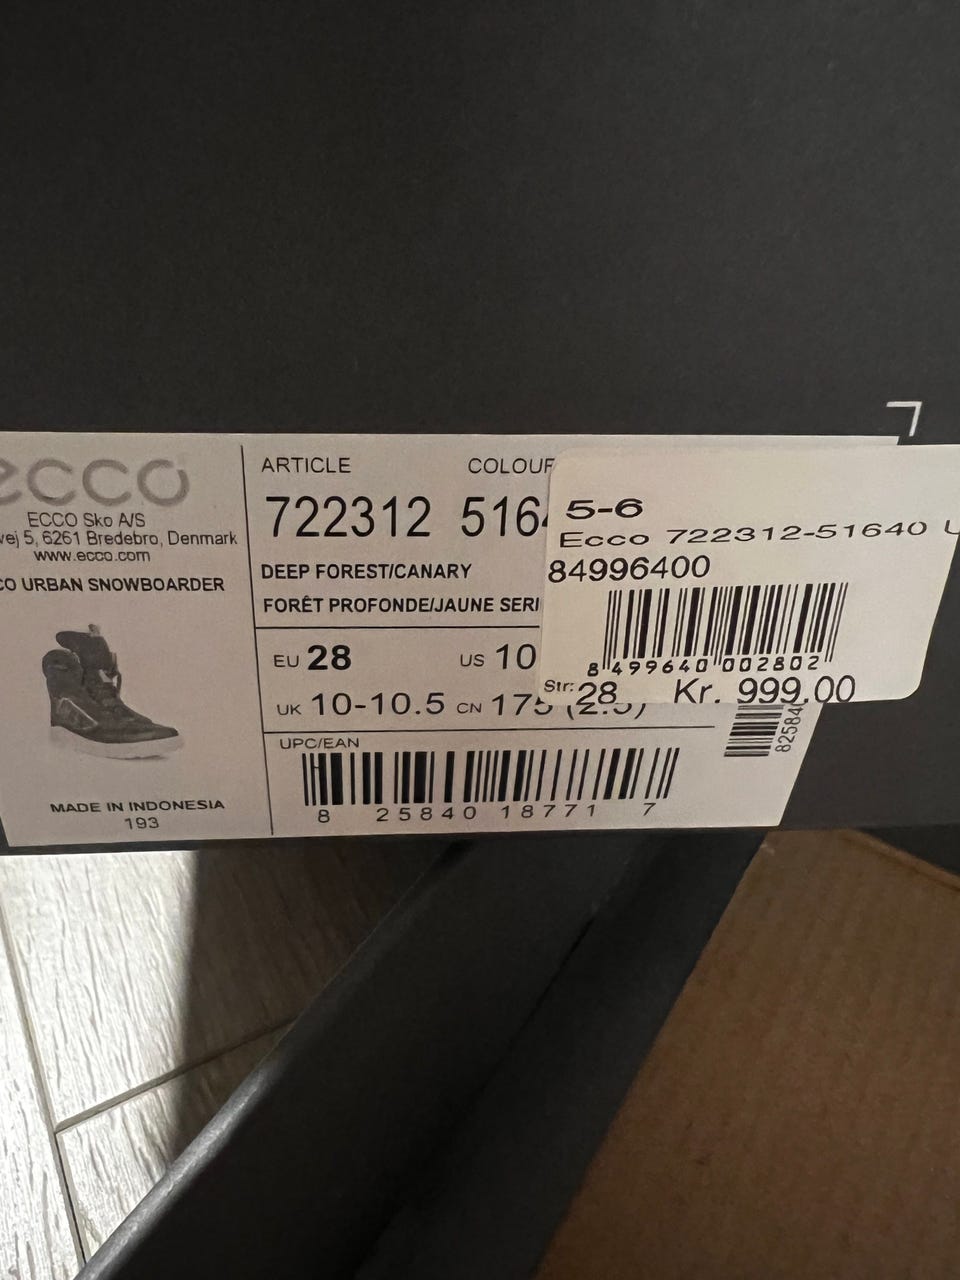 ecco
ECCO Sko A/S
vej 5, 6261 Bredebro, Denmark
www.ecco.com
CO URBAN SNOWBOARDER
MADE IN INDONESIA
193
ARTICLE COLOUR
722312 5164
DEEP FOREST/CANARY
FORÊT PROFONDE/JAUNE SERI
EU 28 US 10
UK 10-10.5 CN 175 (2.5)
UPC/EAN
8 25840 18771 7
82584
5-6
Ecco 722312-51640 U
84996400
8 499640 002802
Str: 28 Kr. 999.00